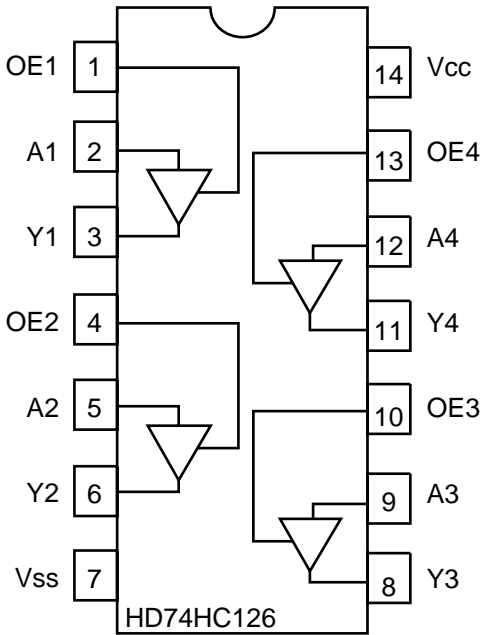 OE1 1
A1 2
Y1 3
OE2 4
A2 5
Y2 6
Vss 7
14 Vcc
13 OE4
12 A4
11 Y4
10 OE3
9 A3
8 Y3
HD74HC126